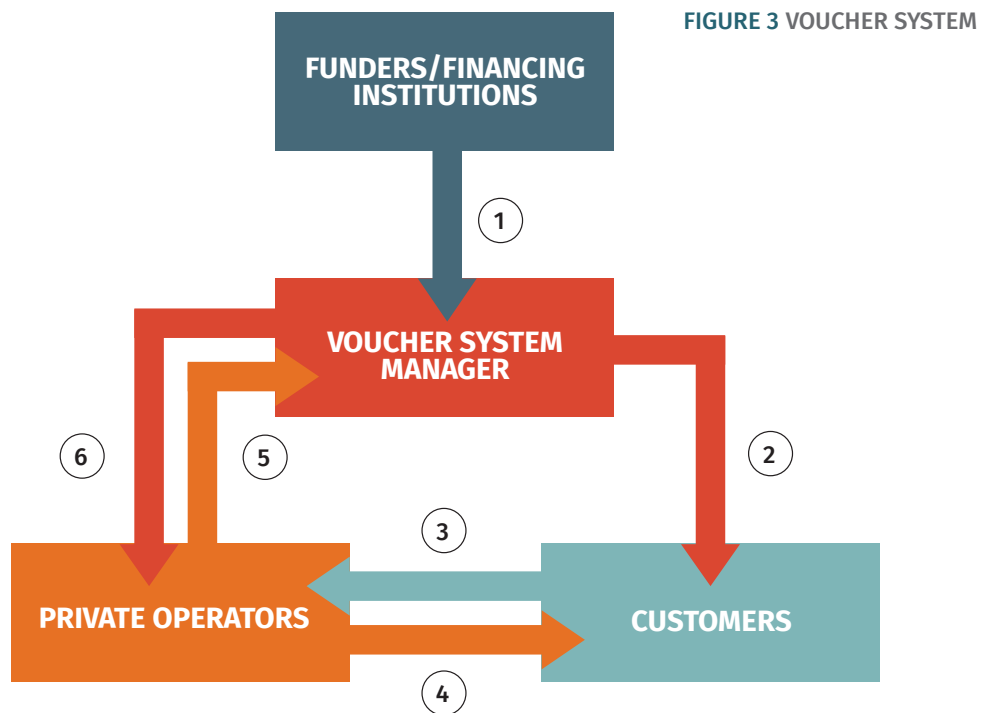 FIGURE 3 VOUCHER SYSTEM
FUNDERS/FINANCING
INSTITUTIONS
1
VOUCHER SYSTEM
MANAGER
6
5
2
3
PRIVATE OPERATORS
CUSTOMERS
4